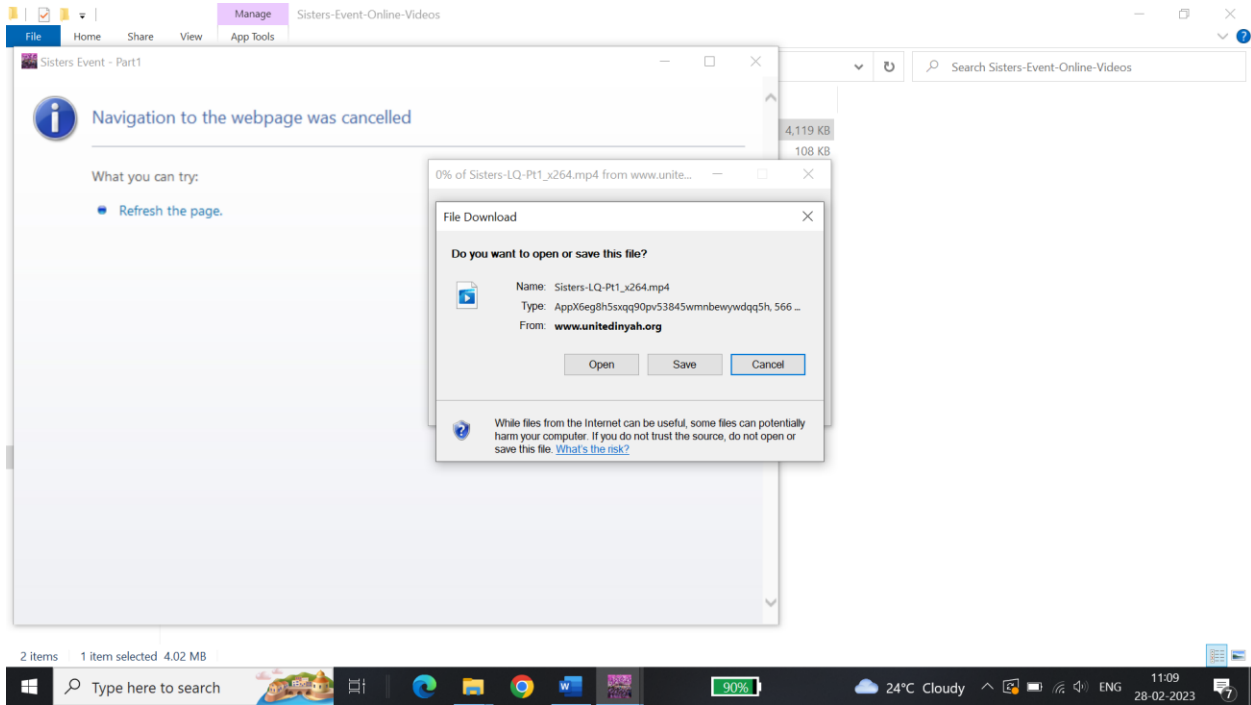 Manage
Sisters-Event-Online-Videos
File
Home
Share
View
App Tools
Sisters Event - Part1
Search Sisters-Event-Online-Videos
Navigation to the webpage was cancelled
4,119 KB
108 KB
What you can try:
Refresh the page.
0% of Sisters-LQ-Pt1_x264.mp4 from www.unite...
File Download
Do you want to open or save this file?
Name: Sisters-LQ-Pt1_x264.mp4
Type: AppX6eg8h5sxqq90pv53845wmnbewywdqq5h, 566 ...
From: www.unitedinyah.org
Open
Save
Cancel
While files from the Internet can be useful, some files can potentially
harm your computer. If you do not trust the source, do not open or
save this file. What's the risk?
2 items
1 item selected 4.02 MB
Type here to search
90%
24°C Cloudy
ENG
11:09
28-02-2023
7